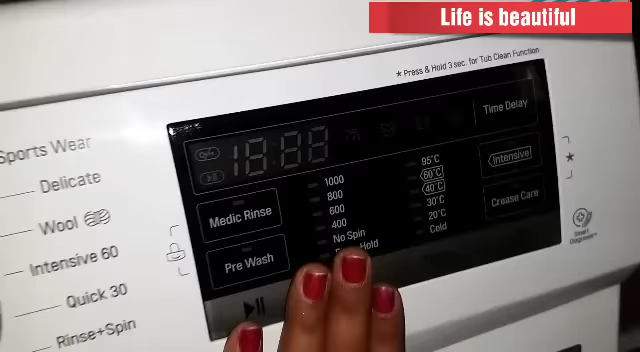 Life is beautiful
* Press & Hold 3 sec. for Tub Clean Function
Sports Wear
Delicate
Wool
Intensive 60
Quick 30
Rinse+Spin
18:88
Time Delay
Medic Rinse
Pre Wash
1000
800
600
400
No Spin
Hold
95°C
60°C
40°C
30°C
20°C
Cold
Intensive
Crease Care
Smart
Diagnosis™